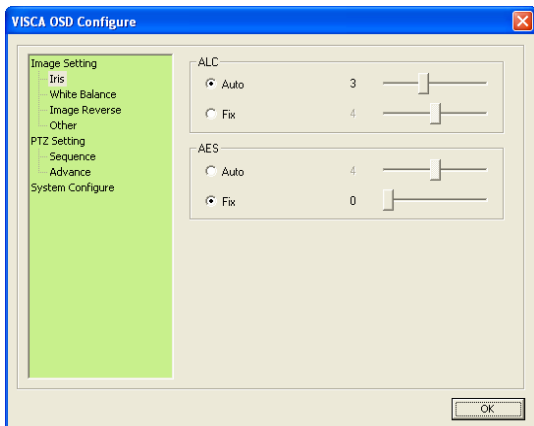 VISCA OSD Configure
Image Setting
Iris
White Balance
Image Reverse
Other
PTZ Setting
Sequence
Advance
System Configure
ALC
Auto 3
Fix 4
AES
Auto 4
Fix 0
OK